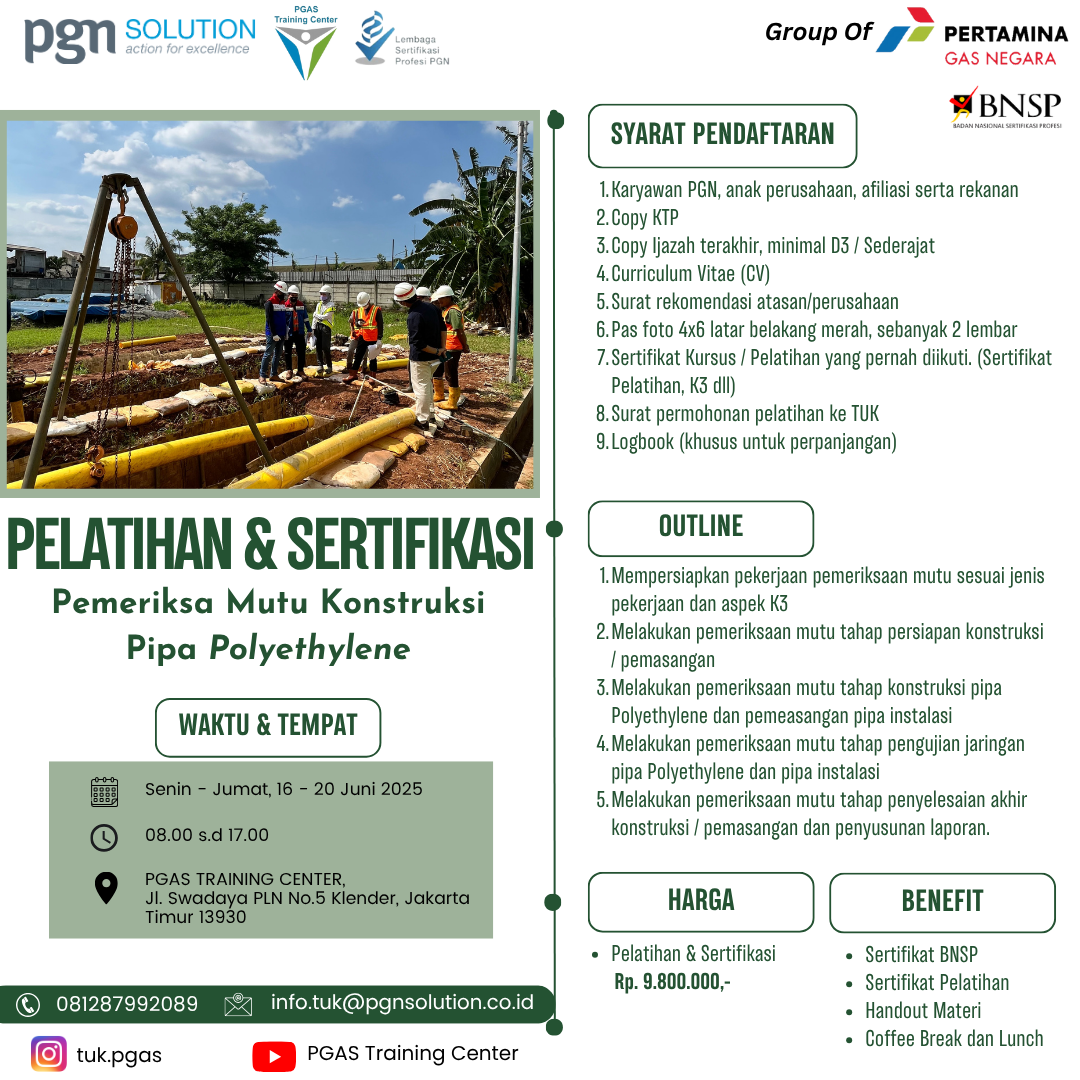 pgn SOLUTION
action for excellence
PGAS
Training Center
Lembaga
Sertifikasi
Profesi PGN
Group Of
PERTAMINA
GAS NEGARA
BNSP
BADAN NASIONAL SERTIFIKASI PROFESI
PELATIHAN & SERTIFIKASI
Pemeriksa Mutu Konstruksi
Pipa Polyethylene
WAKTU & TEMPAT
Senin - Jumat, 16 - 20 Juni 2025
08.00 s.d 17.00
PGAS TRAINING CENTER,
Jl. Swadaya PLN No.5 Klender, Jakarta
Timur 13930
081287992089
info.tuk@pgnsolution.co.id
tuk.pgas
PGAS Training Center
SYARAT PENDAFTARAN
1. Karyawan PGN, anak perusahaan, afiliasi serta rekanan
2. Copy KTP
3. Copy Ijazah terakhir, minimal D3 / Sederajat
4. Curriculum Vitae (CV)
5. Surat rekomendasi atasan/perusahaan
6. Pas foto 4x6 latar belakang merah, sebanyak 2 lembar
7. Sertifikat Kursus / Pelatihan yang pernah diikuti. (Sertifikat
Pelatihan, K3 dll)
8. Surat permohonan pelatihan ke TUK
9. Logbook (khusus untuk perpanjangan)
OUTLINE
1. Mempersiapkan pekerjaan pemeriksaan mutu sesuai jenis
pekerjaan dan aspek K3
2. Melakukan pemeriksaan mutu tahap persiapan konstruksi
/ pemasangan
3. Melakukan pemeriksaan mutu tahap konstruksi pipa
Polyethylene dan pemeasangan pipa instalasi
4. Melakukan pemeriksaan mutu tahap pengujian jaringan
pipa Polyethylene dan pipa instalasi
5. Melakukan pemeriksaan mutu tahap penyelesaian akhir
konstruksi / pemasangan dan penyusunan laporan.
HARGA
• Pelatihan & Sertifikasi
Rp. 9.800.000,-
BENEFIT
• Sertifikat BNSP
• Sertifikat Pelatihan
• Handout Materi
• Coffee Break dan Lunch